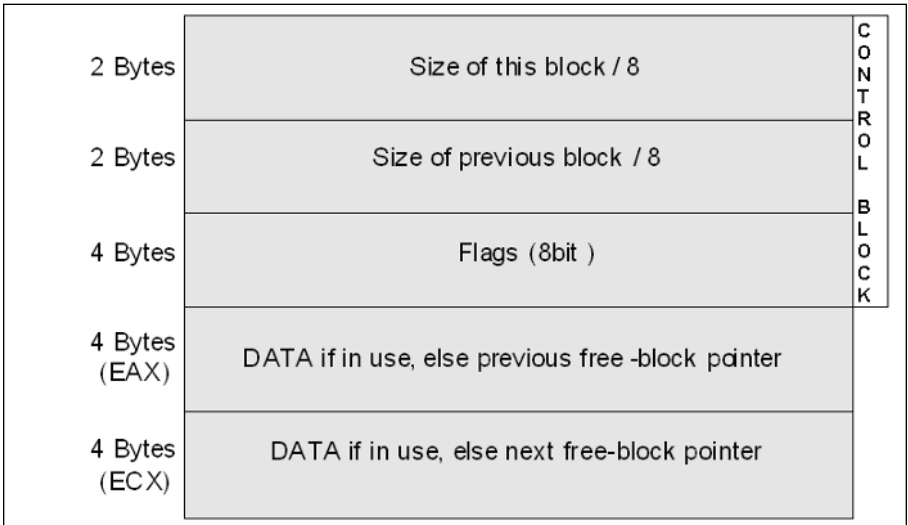 2 Bytes
Size of this block / 8
2 Bytes
Size of previous block / 8
4 Bytes
Flags (8bit )
4 Bytes
(EAX)
DATA if in use, else previous free -block pointer
4 Bytes
(ECX)
DATA if in use, else next free-block pointer
CONTROL BLOCK